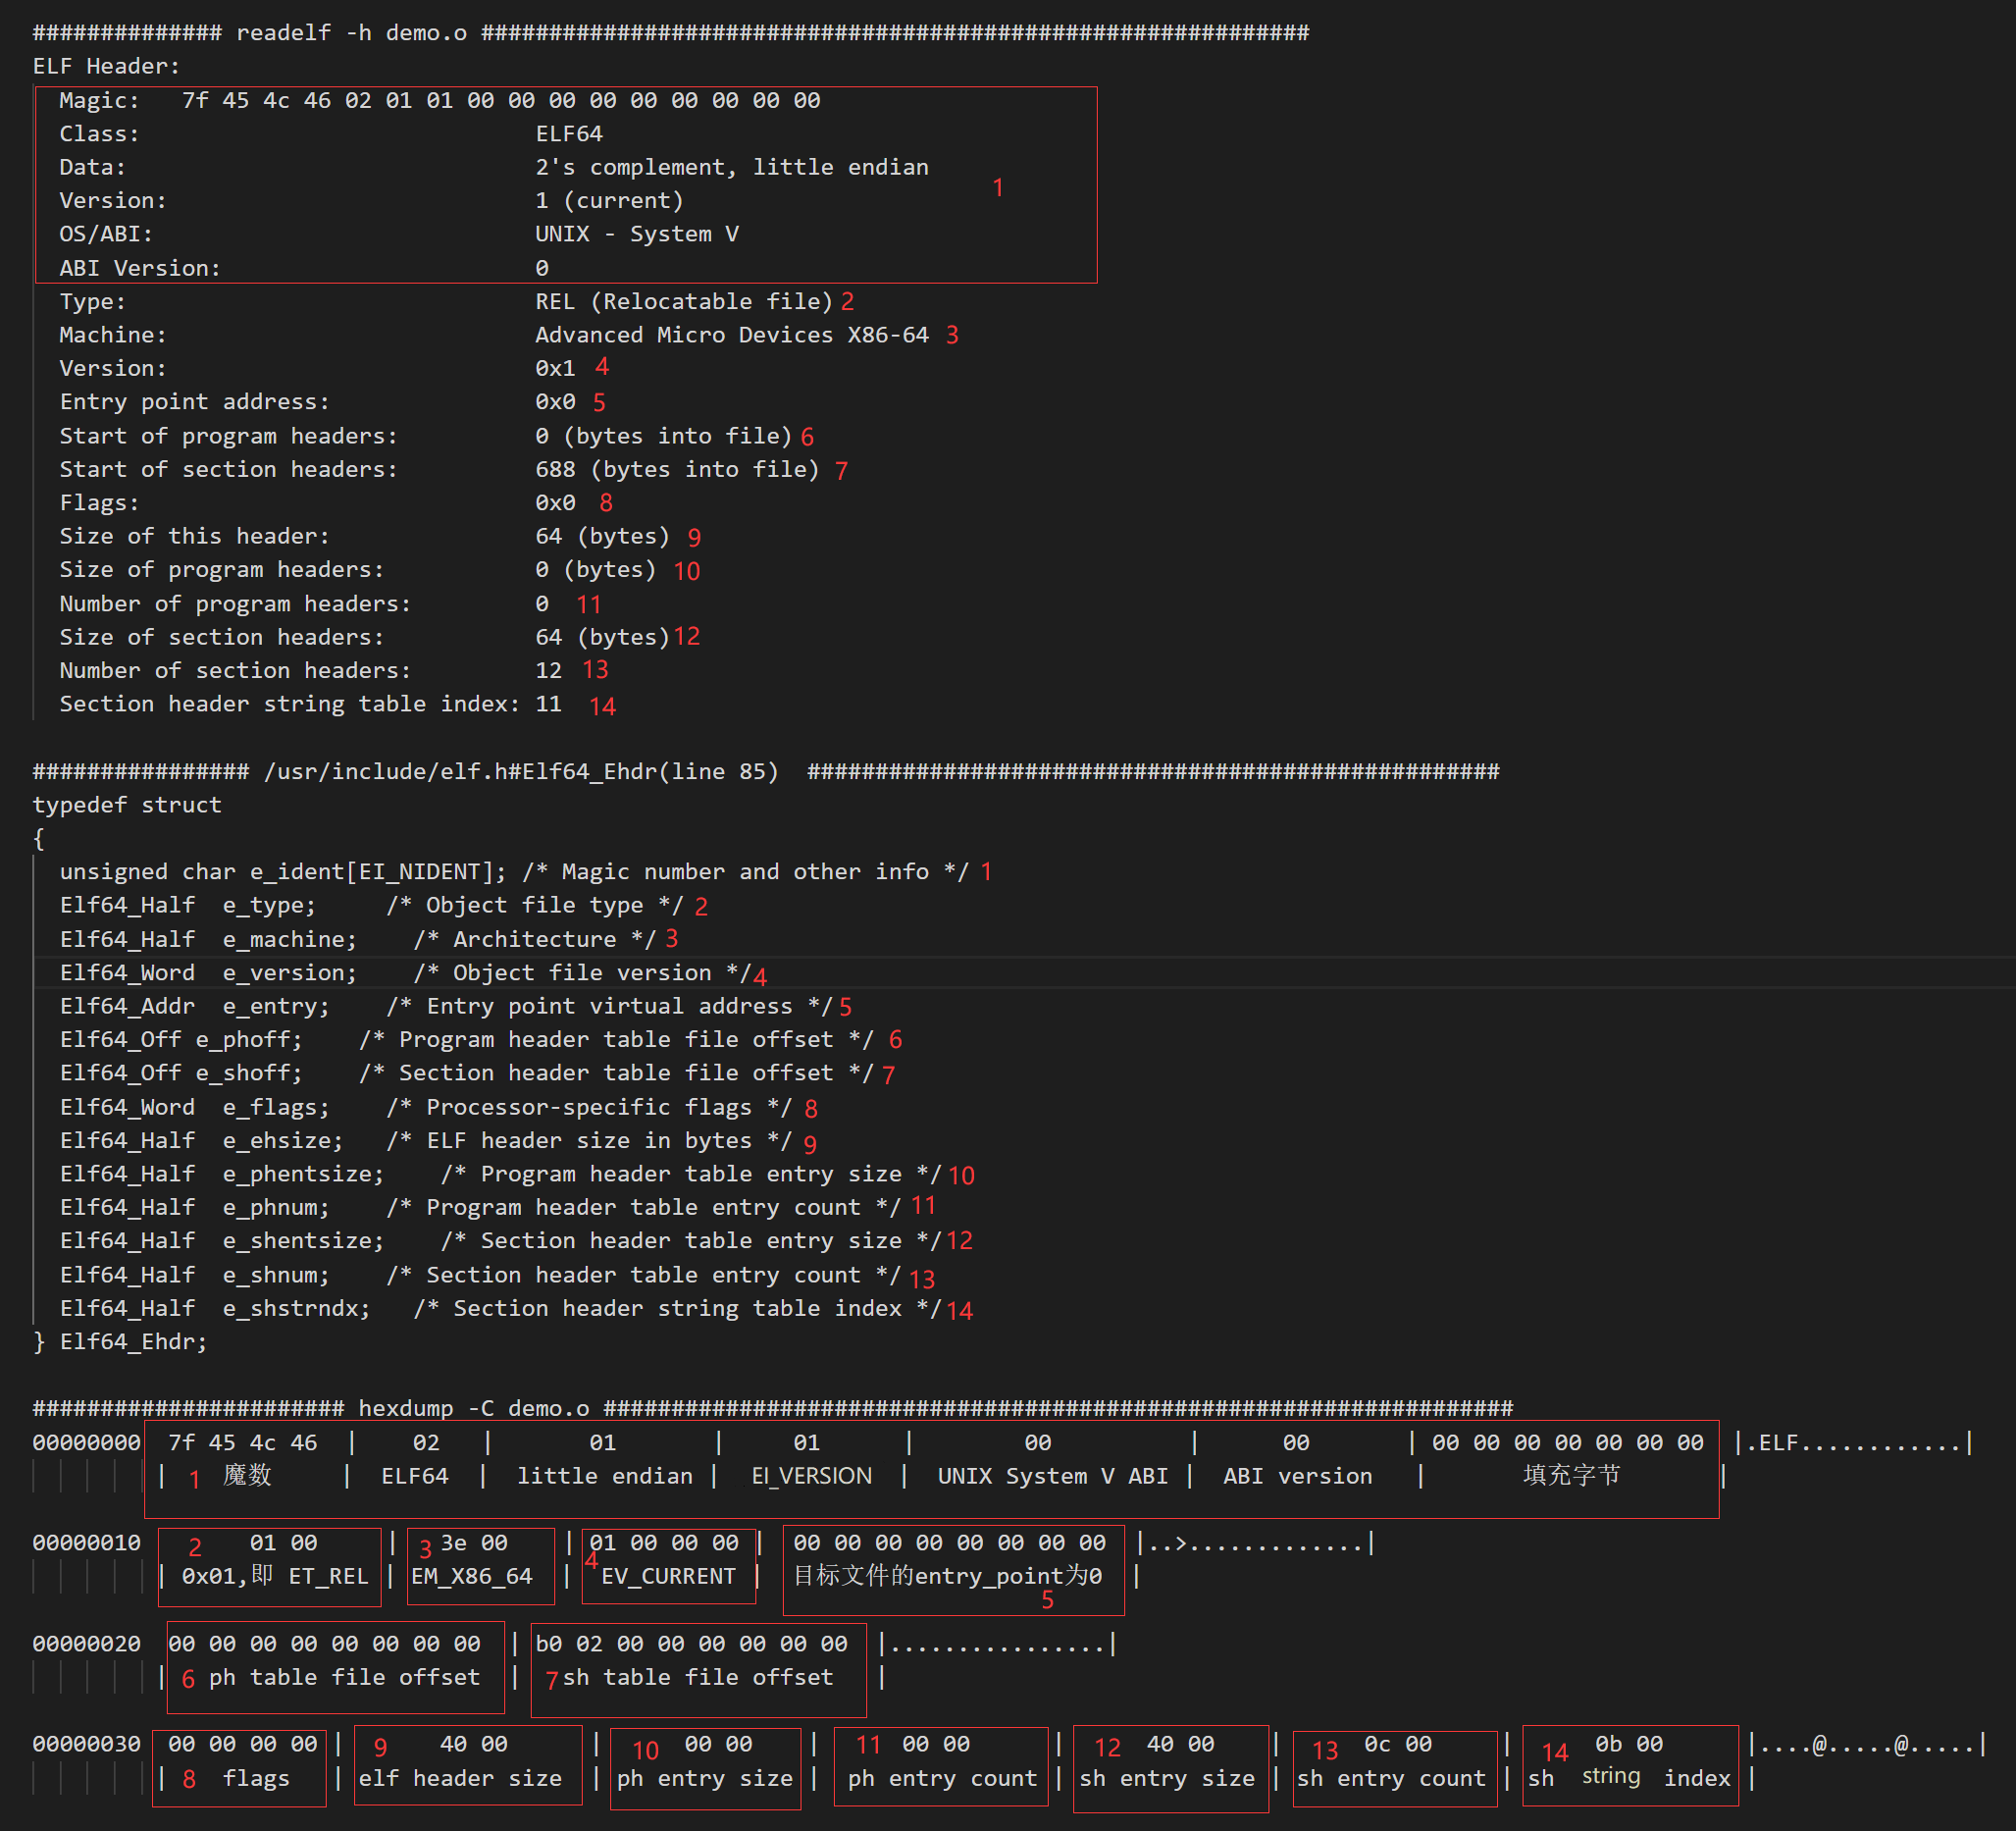 ############## readelf -h demo.o #############################################################
ELF Header:
Magic:   7f 45 4c 46 02 01 01 00 00 00 00 00 00 00 00 00
Class:                             ELF64
Data:                              2's complement, little endian
1
Version:                           1 (current)
OS/ABI:                            UNIX - System V
ABI Version:                       0
Type:                              REL (Relocatable file) 2
Machine:                           Advanced Micro Devices X86-64 3
Version:                           0x1 4
Entry point address:               0x0 5
Start of program headers:          0 (bytes into file) 6
Start of section headers:          688 (bytes into file) 7
Flags:                             0x0 8
Size of this header:               64 (bytes) 9
Size of program headers:           0 (bytes) 10
Number of program headers:         0 11
Size of section headers:           64 (bytes) 12
Number of section headers:         12 13
Section header string table index: 11 14
################ /usr/include/elf.h#Elf64_Ehdr(line 85)  ###################################################
typedef struct
{
unsigned char e_ident[EI_NIDENT]; /* Magic number and other info */ 1
Elf64_Half  e_type;     /* Object file type */ 2
Elf64_Half  e_machine;    /* Architecture */ 3
Elf64_Word  e_version;    /* Object file version */ 4
Elf64_Addr  e_entry;    /* Entry point virtual address */ 5
Elf64_Off e_phoff;    /* Program header table file offset */ 6
Elf64_Off e_shoff;    /* Section header table file offset */ 7
Elf64_Word  e_flags;    /* Processor-specific flags */ 8
Elf64_Half  e_ehsize;   /* ELF header size in bytes */ 9
Elf64_Half  e_phentsize;    /* Program header table entry size */ 10
Elf64_Half  e_phnum;    /* Program header table entry count */ 11
Elf64_Half  e_shentsize;    /* Section header table entry size */ 12
Elf64_Half  e_shnum;    /* Section header table entry count */ 13
Elf64_Half  e_shstrndx;   /* Section header string table index */ 14
} Elf64_Ehdr;
####################### hexdump -C demo.o ###################################################################
00000000  7f 45 4c 46  |    02   |       01        |     01       |        00           |      00        | 00 00 00 00 00 00 00  |.ELF............|
| 1 魔数 | ELF64 | little endian | EI_VERSION | UNIX System V ABI | ABI version | 填充字节 |
00000010 2 01 00 | 3 3e 00 | 01 00 00 00 | 00 00 00 00 00 00 00 00 |..>.............|
| 0x01,即 ET_REL | EM_X86_64 | 4 EV_CURRENT | 目标文件的entry_point为0 |
5
00000020  00 00 00 00 00 00 00 00 | b0 02 00 00 00 00 00 00 |................|
| 6 ph table file offset | 7 sh table file offset |
00000030  00 00 00 00 | 9 40 00 | 10 00 00 | 11 00 00 | 12 40 00 | 13 0c 00 | 14 0b 00 |....@.....@.....|
| 8 flags | elf header size | ph entry size | ph entry count | sh entry size | sh entry count | sh string index |